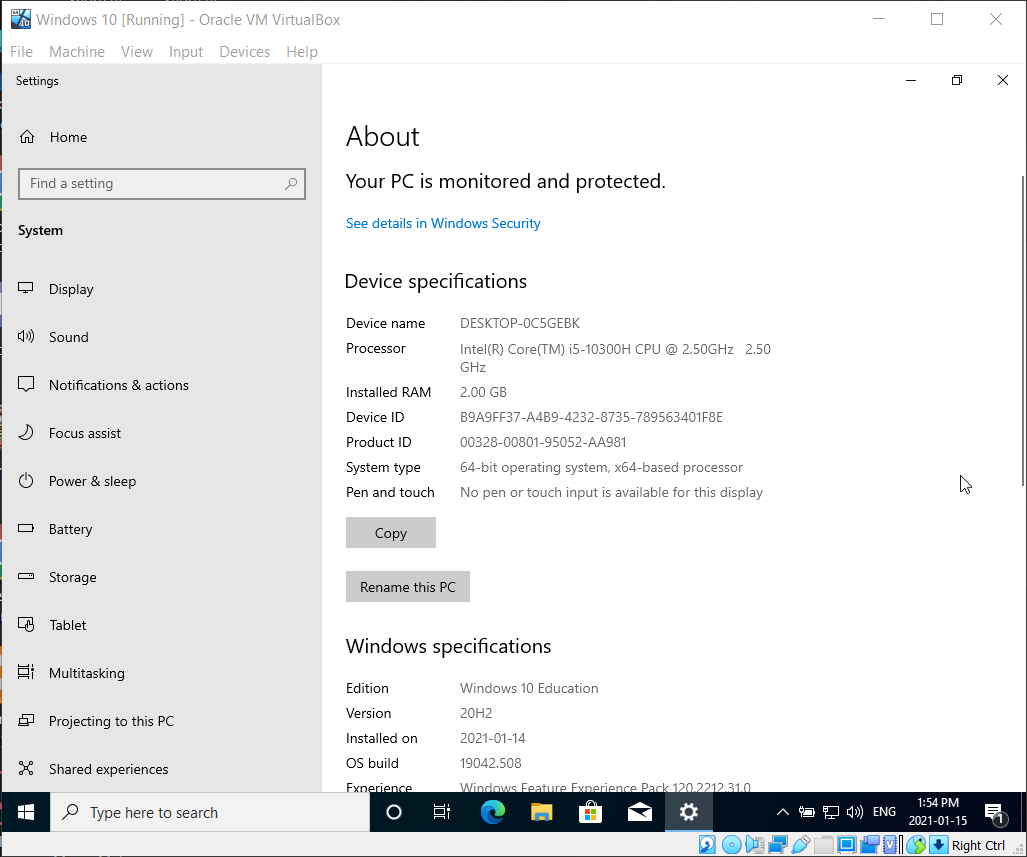 Windows 10 [Running] - Oracle VM VirtualBox
File Machine View Input Devices Help
Settings
Home
Find a setting
System
Display
Sound
Notifications & actions
Focus assist
Power & sleep
Battery
Storage
Tablet
Multitasking
Projecting to this PC
Shared experiences
About
Your PC is monitored and protected.
See details in Windows Security
Device specifications
Device name DESKTOP-0C5GEBK
Processor Intel(R) Core(TM) i5-10300H CPU @ 2.50GHz 2.50
GHz
Installed RAM 2.00 GB
Device ID B9A9FF37-A4B9-4232-8735-789563401F8E
Product ID 00328-00801-95052-AA981
System type 64-bit operating system, x64-based processor
Pen and touch No pen or touch input is available for this display
Copy
Rename this PC
Windows specifications
Edition Windows 10 Education
Version 20H2
Installed on 2021-01-14
OS build 19042.508
Experience Windows Feature Experience Pack 120.2212.31.0
Type here to search
ENG
1:54 PM
2021-01-15
1
Right Ctrl